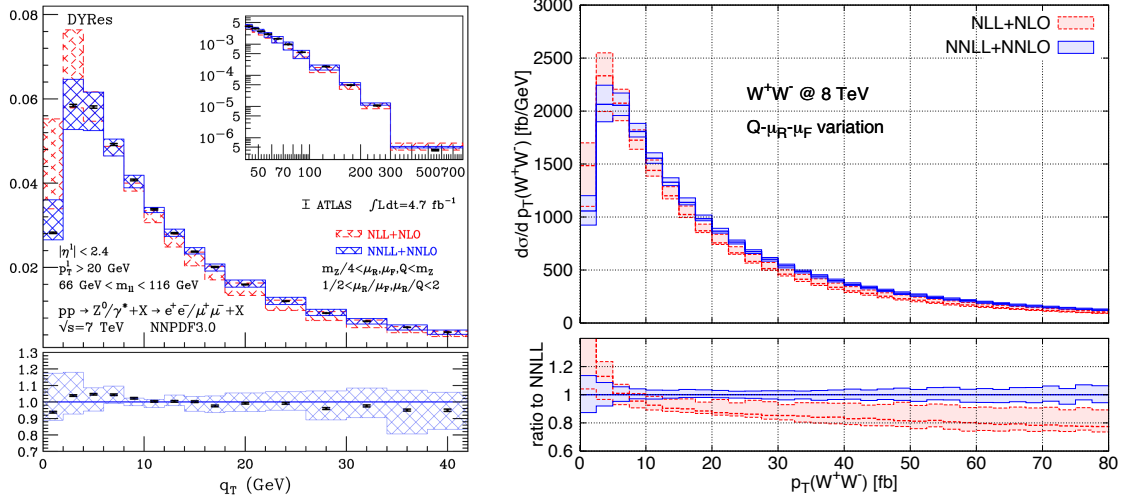 DYRes
0.08
0.06
0.04
0.02
5
10⁻³
5
10⁻⁴
5
10⁻⁵
5
10⁻⁶
5
50 70 100 200 300 500 700
ATLAS ∫Ldt=4.7 fb⁻¹
NLL+NLO
NNLL+NNLO
m_Z/4<μ_R,μ_F,Q<m_Z
1/2<μ_R/μ_F,μ_R/Q<2
|η^l|<2.4
p_T^l>20 GeV
66 GeV<m_ll<116 GeV
pp→Z⁰/γ*+X→e⁺e⁻/μ⁺μ⁻+X
√s=7 TeV NNPDF3.0
1.3
1.2
1.1
1.0
0.9
0.8
0.7
0 10 20 30 40
q_T (GeV)
3000
2500
2000
1500
1000
500
0
dσ/d p_T(W⁺W⁻) [fb/GeV]
NLL+NLO
NNLL+NNLO
W⁺W⁻ @ 8 TeV
Q-μ_R-μ_F variation
ratio to NNLL
1.4
1.2
1
0.8
0.6
0 10 20 30 40 50 60 70 80
p_T(W⁺W⁻) [fb]